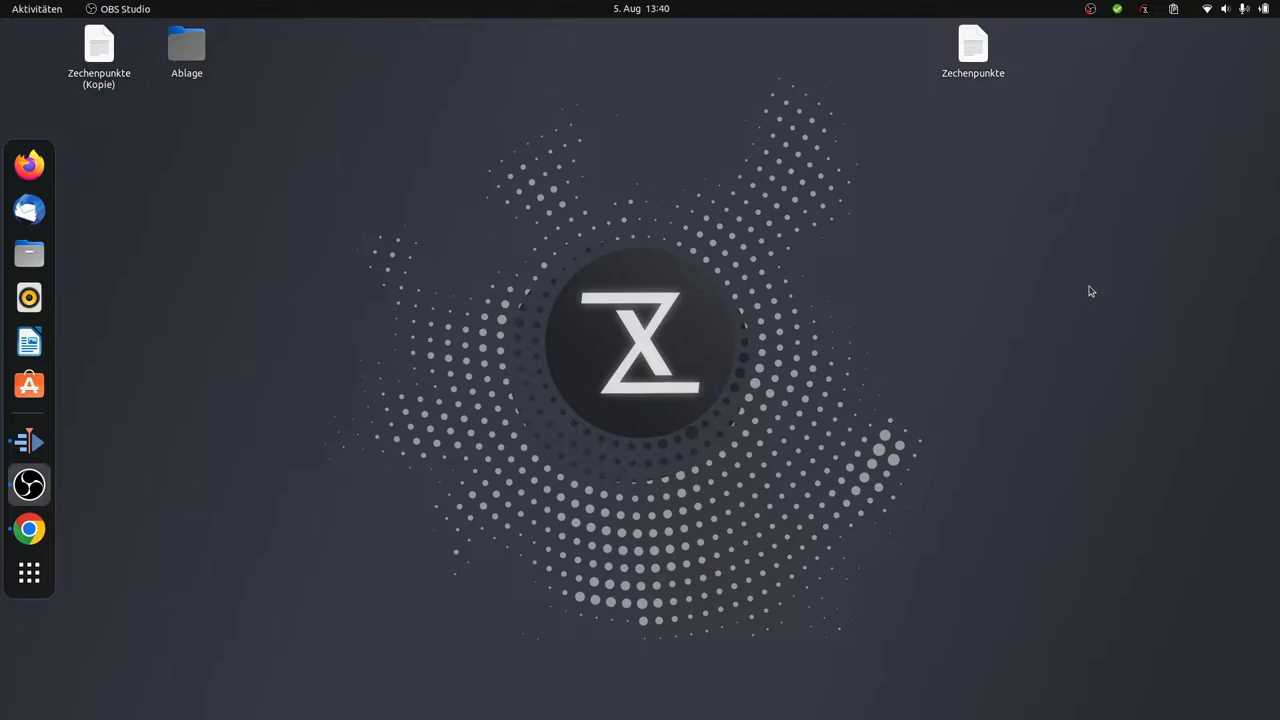 Aktivitäten
OBS Studio
5. Aug 13:40
Zechenpunkte
(Kopie)
Ablage
Zechenpunkte